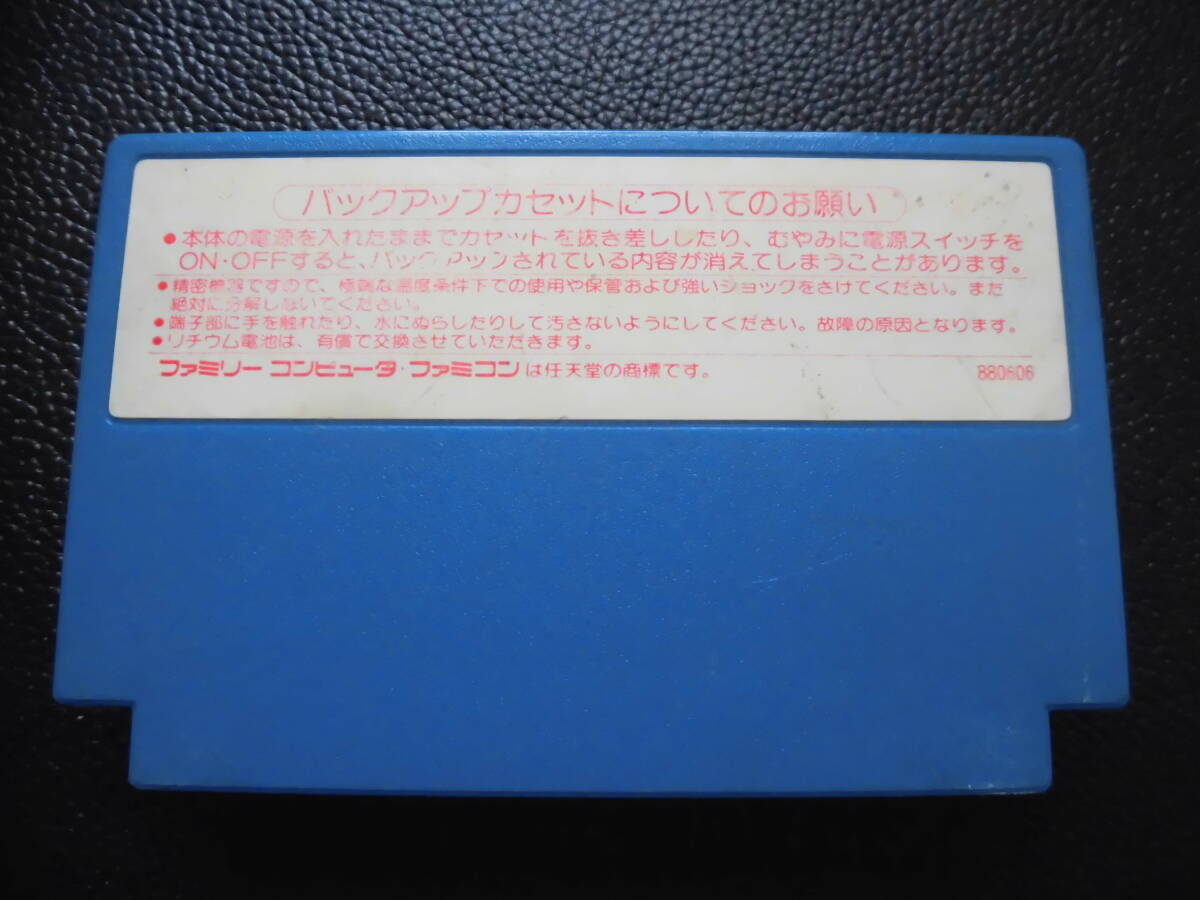 バックアップカセットについてのお願い
●本体の電源を入れたままでカセットを抜き差ししたり、むやみに電源スイッチを
ON・OFFすると、バックアップされている内容が消えてしまうことがあります。
●精密機器ですので、極端な温度条件下での使用や保管および強いショックをさけてください。また
絶対に分解しないでください。
●端子部に手を触れたり、水にぬらしたりして汚さないようにしてください。故障の原因となります。
●リチウム電池は、有償で交換させていただきます。
ファミリー コンピュータ・ファミコンは任天堂の商標です。 880606